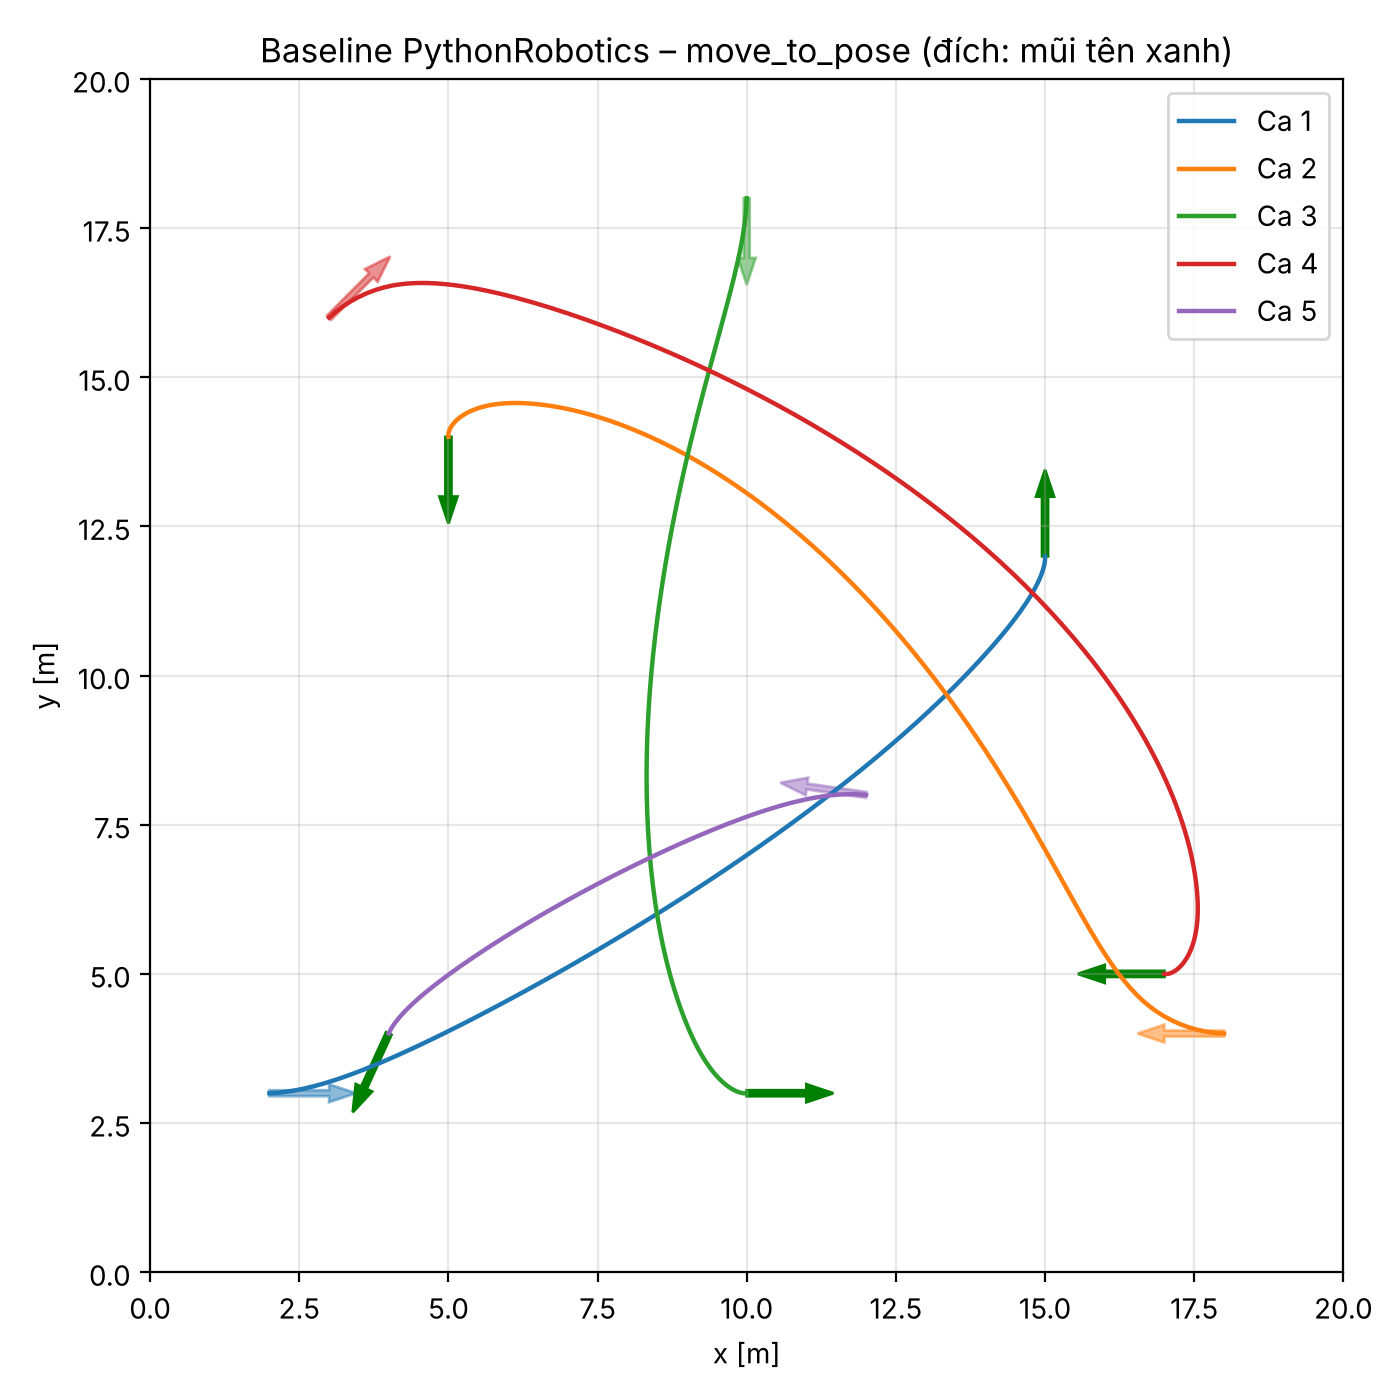 Baseline PythonRobotics – move_to_pose (đích: mũi tên xanh)
20.0
17.5
15.0
12.5
10.0
7.5
5.0
2.5
0.0
y [m]
Ca 1
Ca 2
Ca 3
Ca 4
Ca 5
0.0 2.5 5.0 7.5 10.0 12.5 15.0 17.5 20.0
x [m]